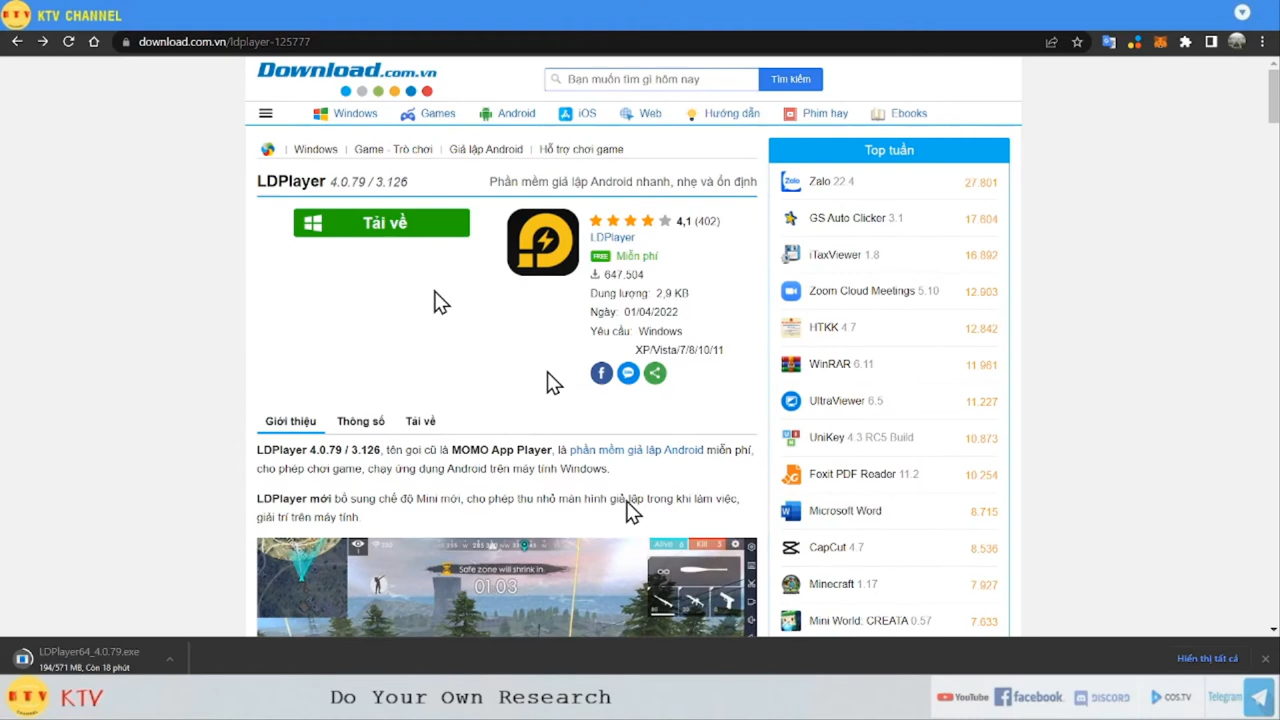 KTV CHANNEL
download.com.vn/ldplayer-125777
Download.com.vn
Bạn muốn tìm gì hôm nay
Tìm kiếm
Windows
Games
Android
iOS
Web
Hướng dẫn
Phim hay
Ebooks
Windows
Game - Trò chơi
Giả lập Android
Hỗ trợ chơi game
LDPlayer 4.0.79 / 3.126
Phần mềm giả lập Android nhanh, nhẹ và ổn định
Tải về
4,1 (402)
LDPlayer
FREE Miễn phí
647.504
Dung lượng: 2,9 KB
Ngày: 01/04/2022
Yêu cầu: Windows
XP/Vista/7/8/10/11
Giới thiệu
Thông số
Tải về
LDPlayer 4.0.79 / 3.126, tên gọi cũ là MOMO App Player, là phần mềm giả lập Android miễn phí,
cho phép chơi game, chạy ứng dụng Android trên máy tính Windows.
LDPlayer mới bổ sung chế độ Mini mới, cho phép thu nhỏ màn hình giả lập trong khi làm việc,
giải trí trên máy tính.
Alive 6 Kill 3
Safe zone will shrink in
01:03
Top tuần
Zalo 22.4 27.801
GS Auto Clicker 3.1 17.604
iTaxViewer 1.8 16.892
Zoom Cloud Meetings 5.10 12.903
HTKK 4.7 12.842
WinRAR 6.11 11.961
UltraViewer 6.5 11.227
UniKey 4.3 RC5 Build 10.873
Foxit PDF Reader 11.2 10.254
Microsoft Word 8.715
CapCut 4.7 8.536
Minecraft 1.17 7.927
Mini World: CREATA 0.57 7.633
LDPlayer64_4.0.79.exe
194/571 MB, Còn 18 phút
Hiển thị tất cả
KTV
KTV
Do Your Own Research
YouTube
facebook
DISCORD
COS.TV
Telegram